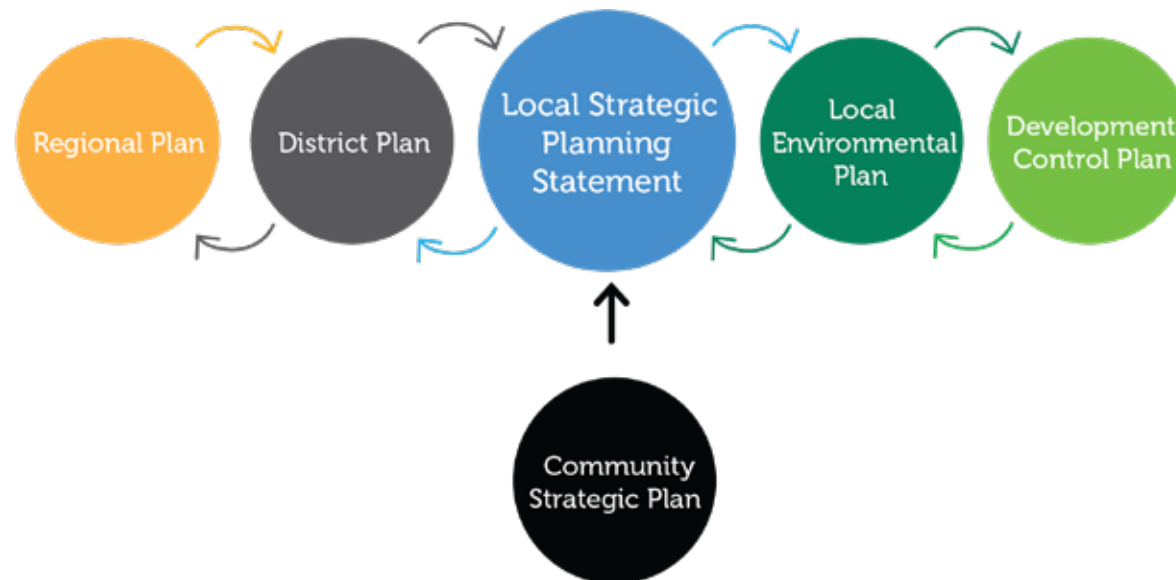 Regional Plan
District Plan
Local Strategic
Planning
Statement
Local
Environmental
Plan
Development
Control Plan
Community
Strategic Plan